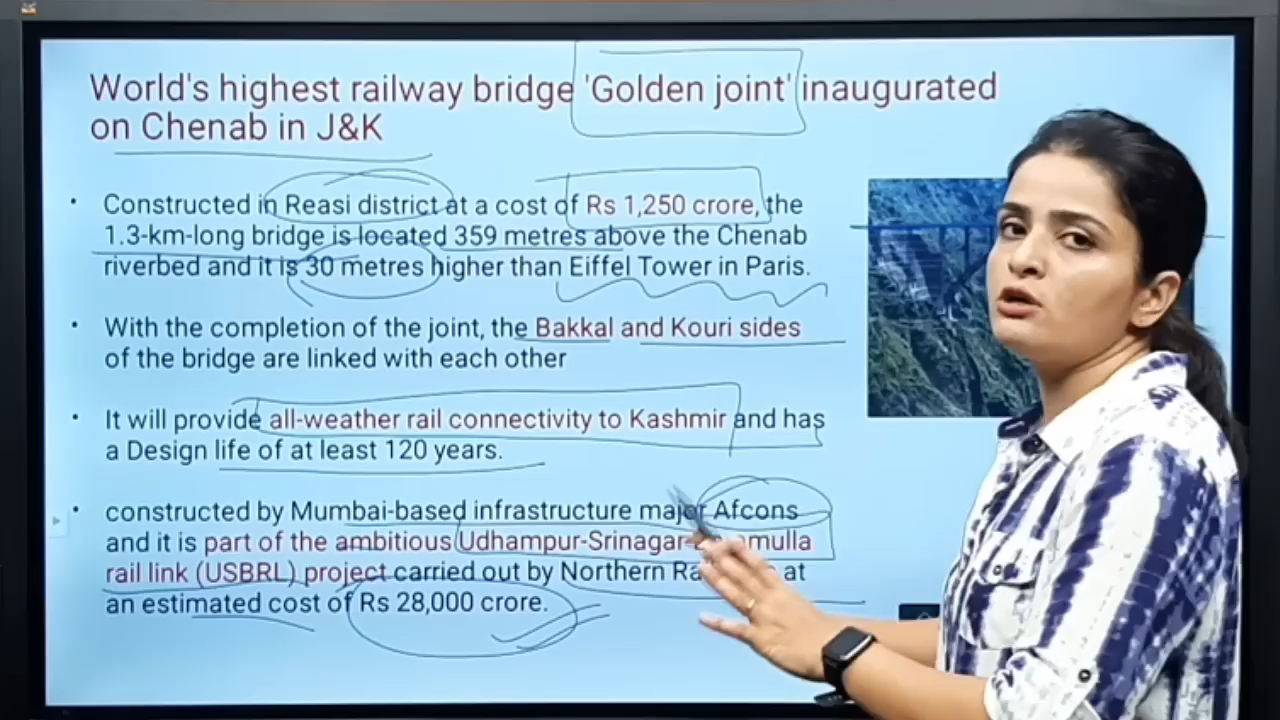 World's highest railway bridge 'Golden joint' inaugurated
on Chenab in J&K
• Constructed in Reasi district at a cost of Rs 1,250 crore, the
1.3-km-long bridge is located 359 metres above the Chenab
riverbed and it is 30 metres higher than Eiffel Tower in Paris.
• With the completion of the joint, the Bakkal and Kouri sides
of the bridge are linked with each other
• It will provide all-weather rail connectivity to Kashmir and has
a Design life of at least 120 years.
• constructed by Mumbai-based infrastructure major Afcons
and it is part of the ambitious Udhampur-Srinagar-
rail link (USBRL) project carried out by Northern at
an estimated cost of Rs 28,000 crore.